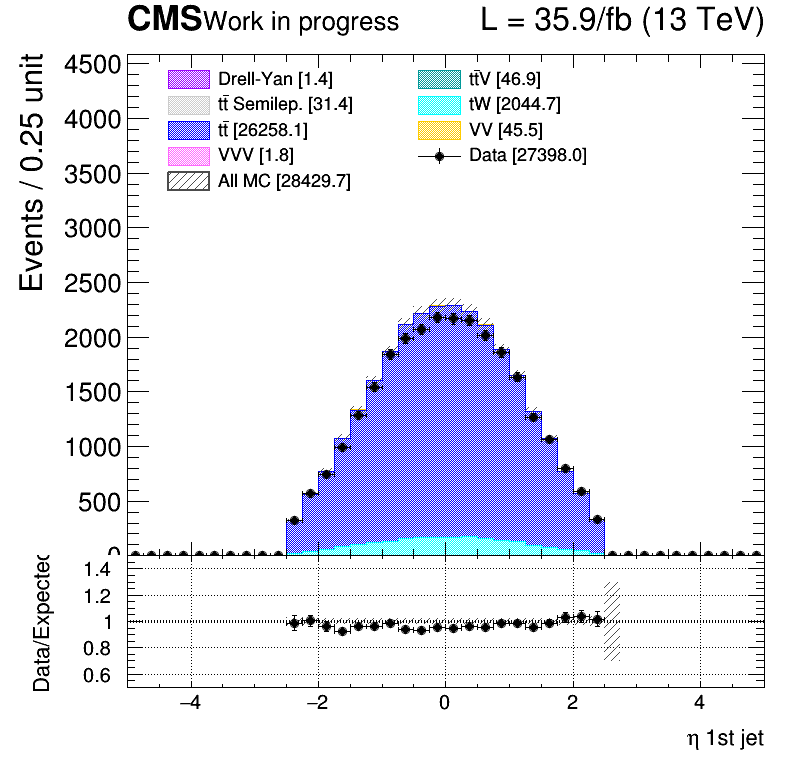 CMS Work in progress L = 35.9/fb (13 TeV)
Events / 0.25 unit
4500
4000
3500
3000
2500
2000
1500
1000
500
0
Drell-Yan [1.4]
tt̄ Semilep. [31.4]
tt̄ [26258.1]
VVV [1.8]
All MC [28429.7]
tt̄V [46.9]
tW [2044.7]
VV [45.5]
Data [27398.0]
Data/Expected
1.4
1.2
1
0.8
0.6
−4 −2 0 2 4
η 1st jet